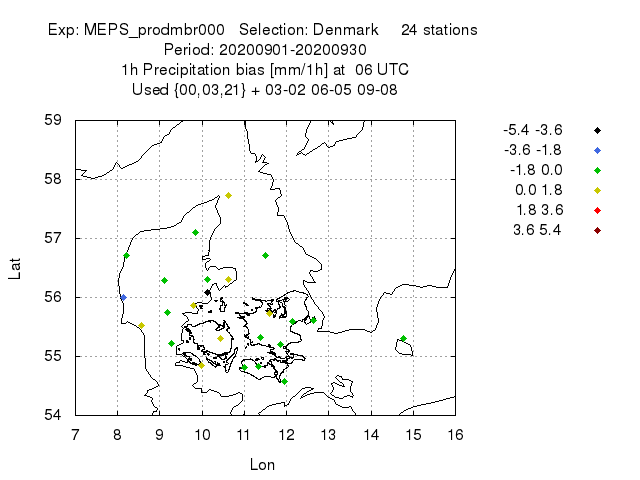 Exp: MEPS_prodmbr000 Selection: Denmark 24 stations
Period: 20200901-20200930
1h Precipitation bias [mm/1h] at 06 UTC
Used {00,03,21} + 03-02 06-05 09-08
59
58
57
56
55
54
Lat
7 8 9 10 11 12 13 14 15 16
Lon
-5.4 -3.6
-3.6 -1.8
-1.8 0.0
0.0 1.8
1.8 3.6
3.6 5.4